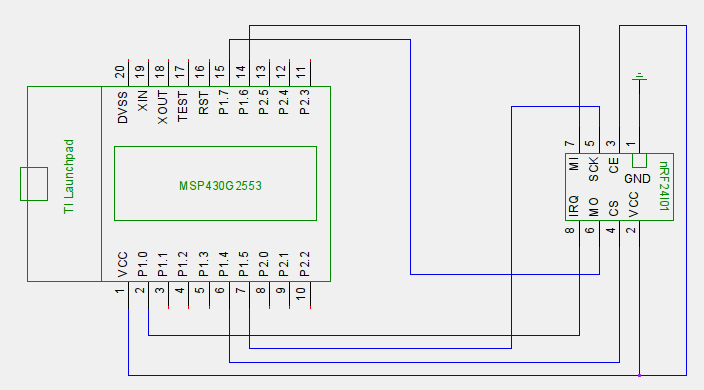 20 19 18 17 16 15 14 13 12 11
DVSS XIN XOUT TEST RST P1.7 P1.6 P2.5 P2.4 P2.3
TI Launchpad
MSP430G2553
VCC P1.0 P1.1 P1.2 P1.3 P1.4 P1.5 P2.0 P2.1 P2.2
1 2 3 4 5 6 7 8 9 10
7 5 3 1
MI SCK CE GND
nRF24l01
IRQ MO CS VCC
8 6 4 2